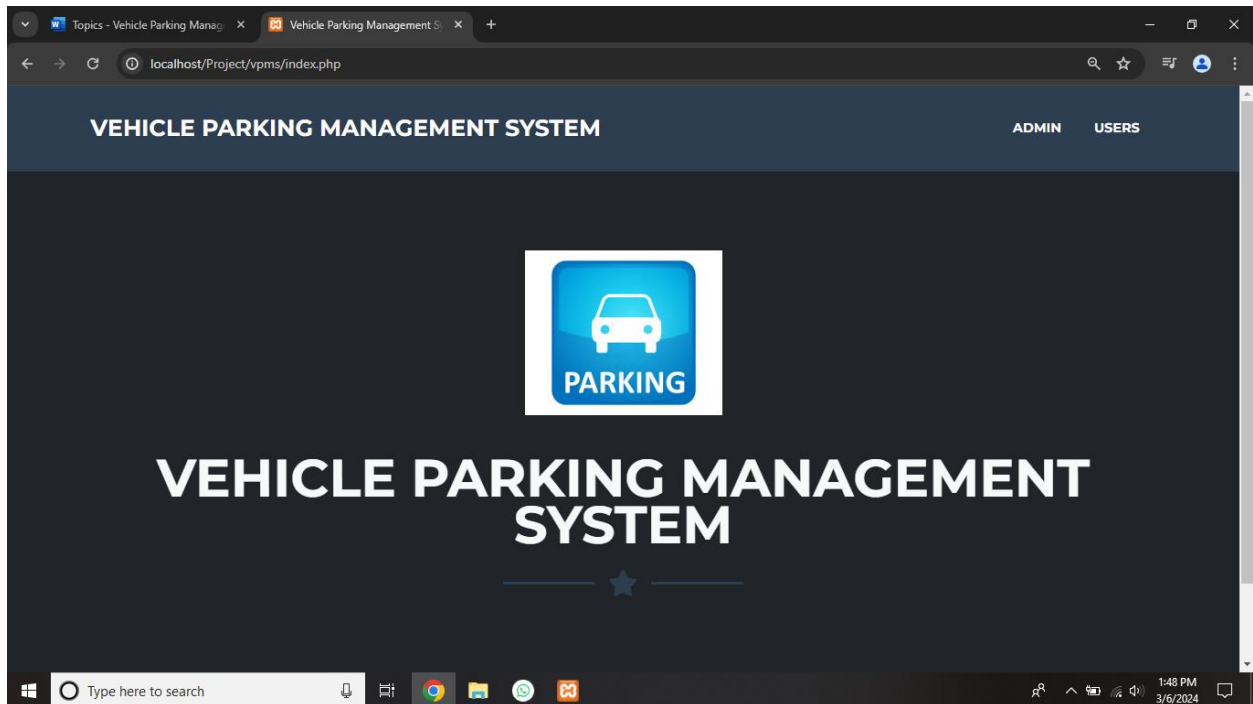 Topics - Vehicle Parking Manag
Vehicle Parking Management Sy
localhost/Project/vpms/index.php
VEHICLE PARKING MANAGEMENT SYSTEM
ADMIN USERS
PARKING
VEHICLE PARKING MANAGEMENT
SYSTEM
Type here to search
1:48 PM
3/6/2024